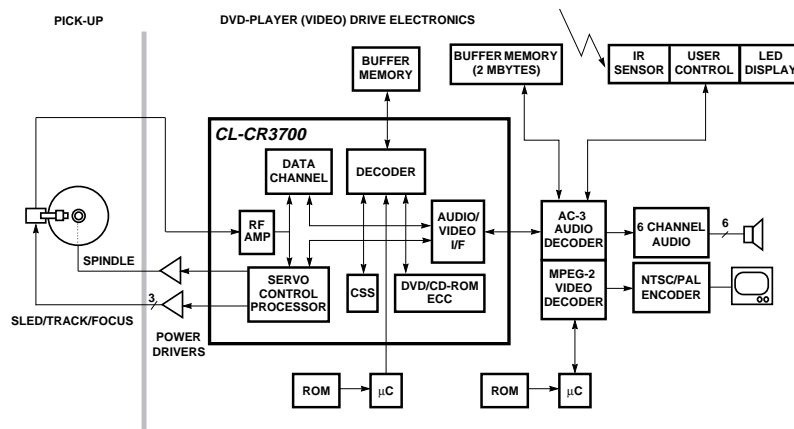 PICK-UP
DVD-PLAYER (VIDEO) DRIVE ELECTRONICS
BUFFER
MEMORY
BUFFER MEMORY
(2 MBYTES)
IR
SENSOR
USER
CONTROL
LED
DISPLAY
CL-CR3700
DATA
CHANNEL
DECODER
RF
AMP
AUDIO/
VIDEO
I/F
AC-3
AUDIO
DECODER
6 CHANNEL
AUDIO
6
SPINDLE
SERVO
CONTROL
PROCESSOR
CSS
DVD/CD-ROM
ECC
MPEG-2
VIDEO
DECODER
NTSC/PAL
ENCODER
3
SLED/TRACK/FOCUS
POWER
DRIVERS
ROM
µC
ROM
µC